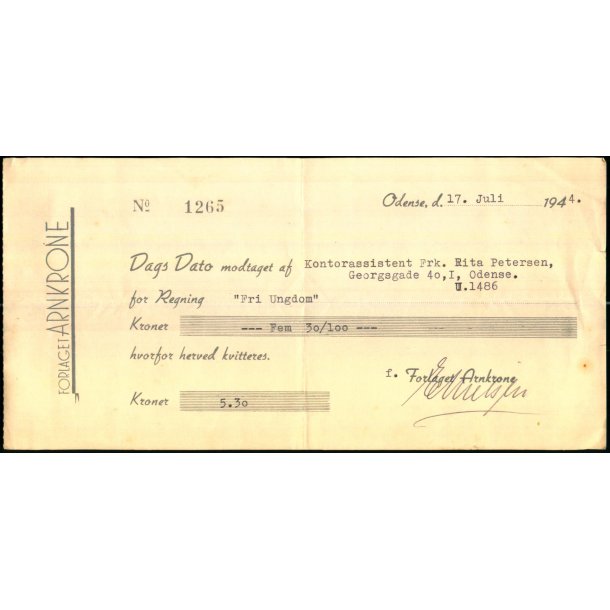 FORLAGET ARNKRONE
Nº 1265
Odense, d. 17. Juli 1944.
Dags Dato modtaget af Kontorassistent Frk. Rita Petersen,
Georgsgade 4o,I, Odense.
U.1486
for Regning "Fri Ungdom"
Kroner --- Fem 3o/1oo ---
hvorfor herved kvitteres.
f. Forlaget Arnkrone
Kroner 5.3o